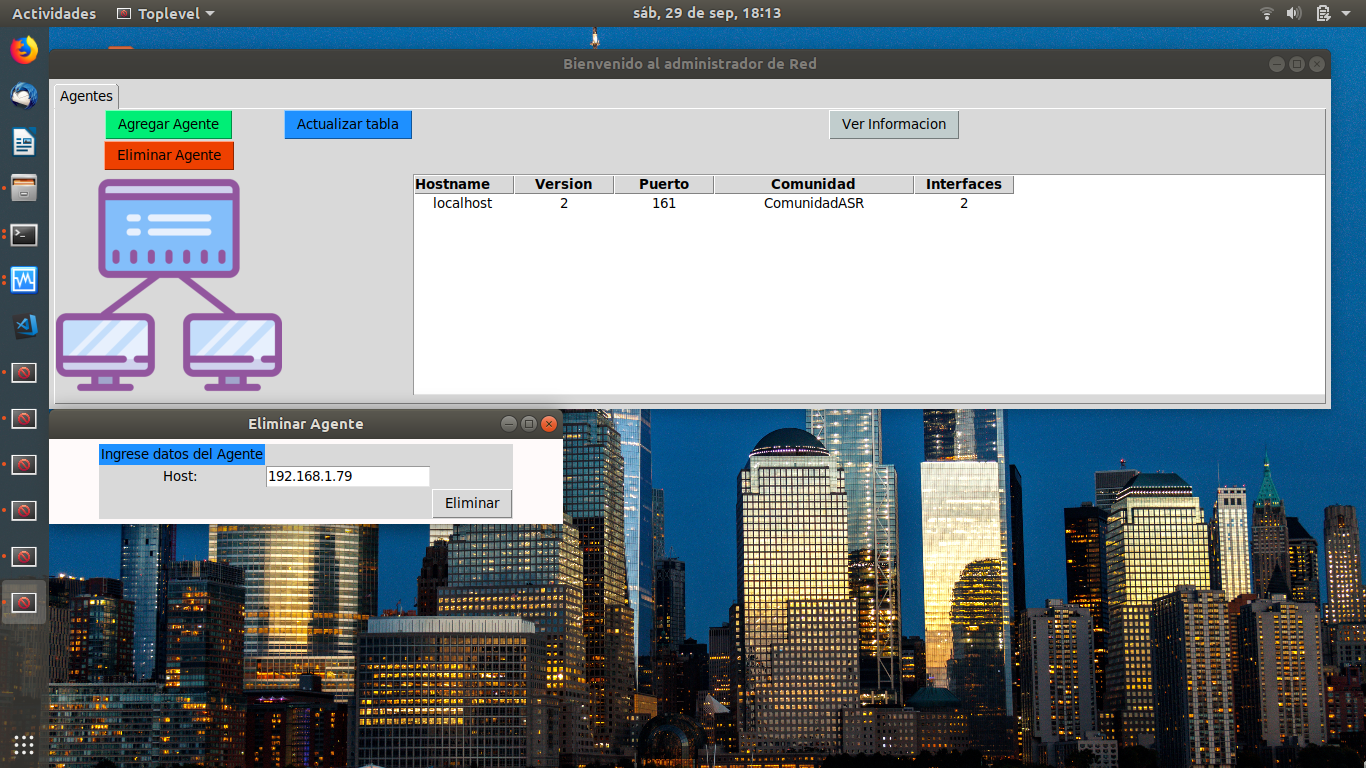 Actividades Toplevel sáb, 29 de sep, 18:13
Bienvenido al administrador de Red
Agentes
Agregar Agente Actualizar tabla Ver Informacion
Eliminar Agente
Hostname Version Puerto Comunidad Interfaces
localhost 2 161 ComunidadASR 2
Eliminar Agente
Ingrese datos del Agente
Host: 192.168.1.79
Eliminar